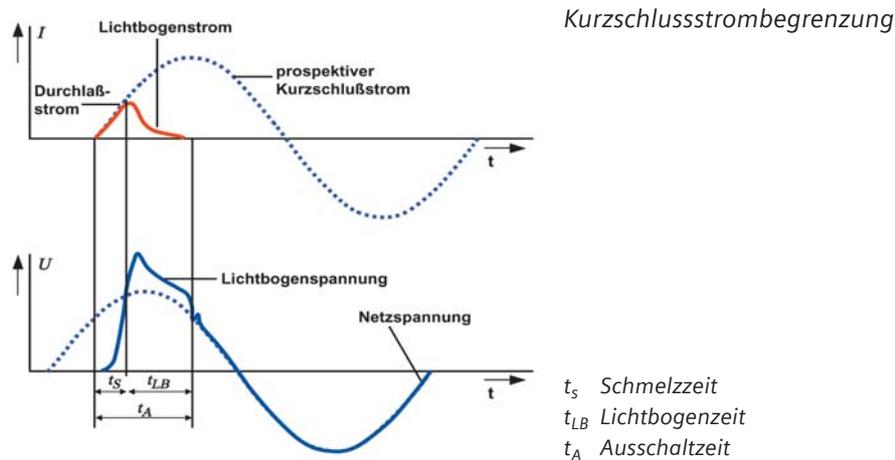 Kurzschlussstrombegrenzung
I
Lichtbogenstrom
Durchlaß-
strom
prospektiver
Kurzschlußstrom
t
U
Lichtbogenspannung
Netzspannung
t
tS
tLB
tA
ts Schmelzzeit
tLB Lichtbogenzeit
tA Ausschaltzeit